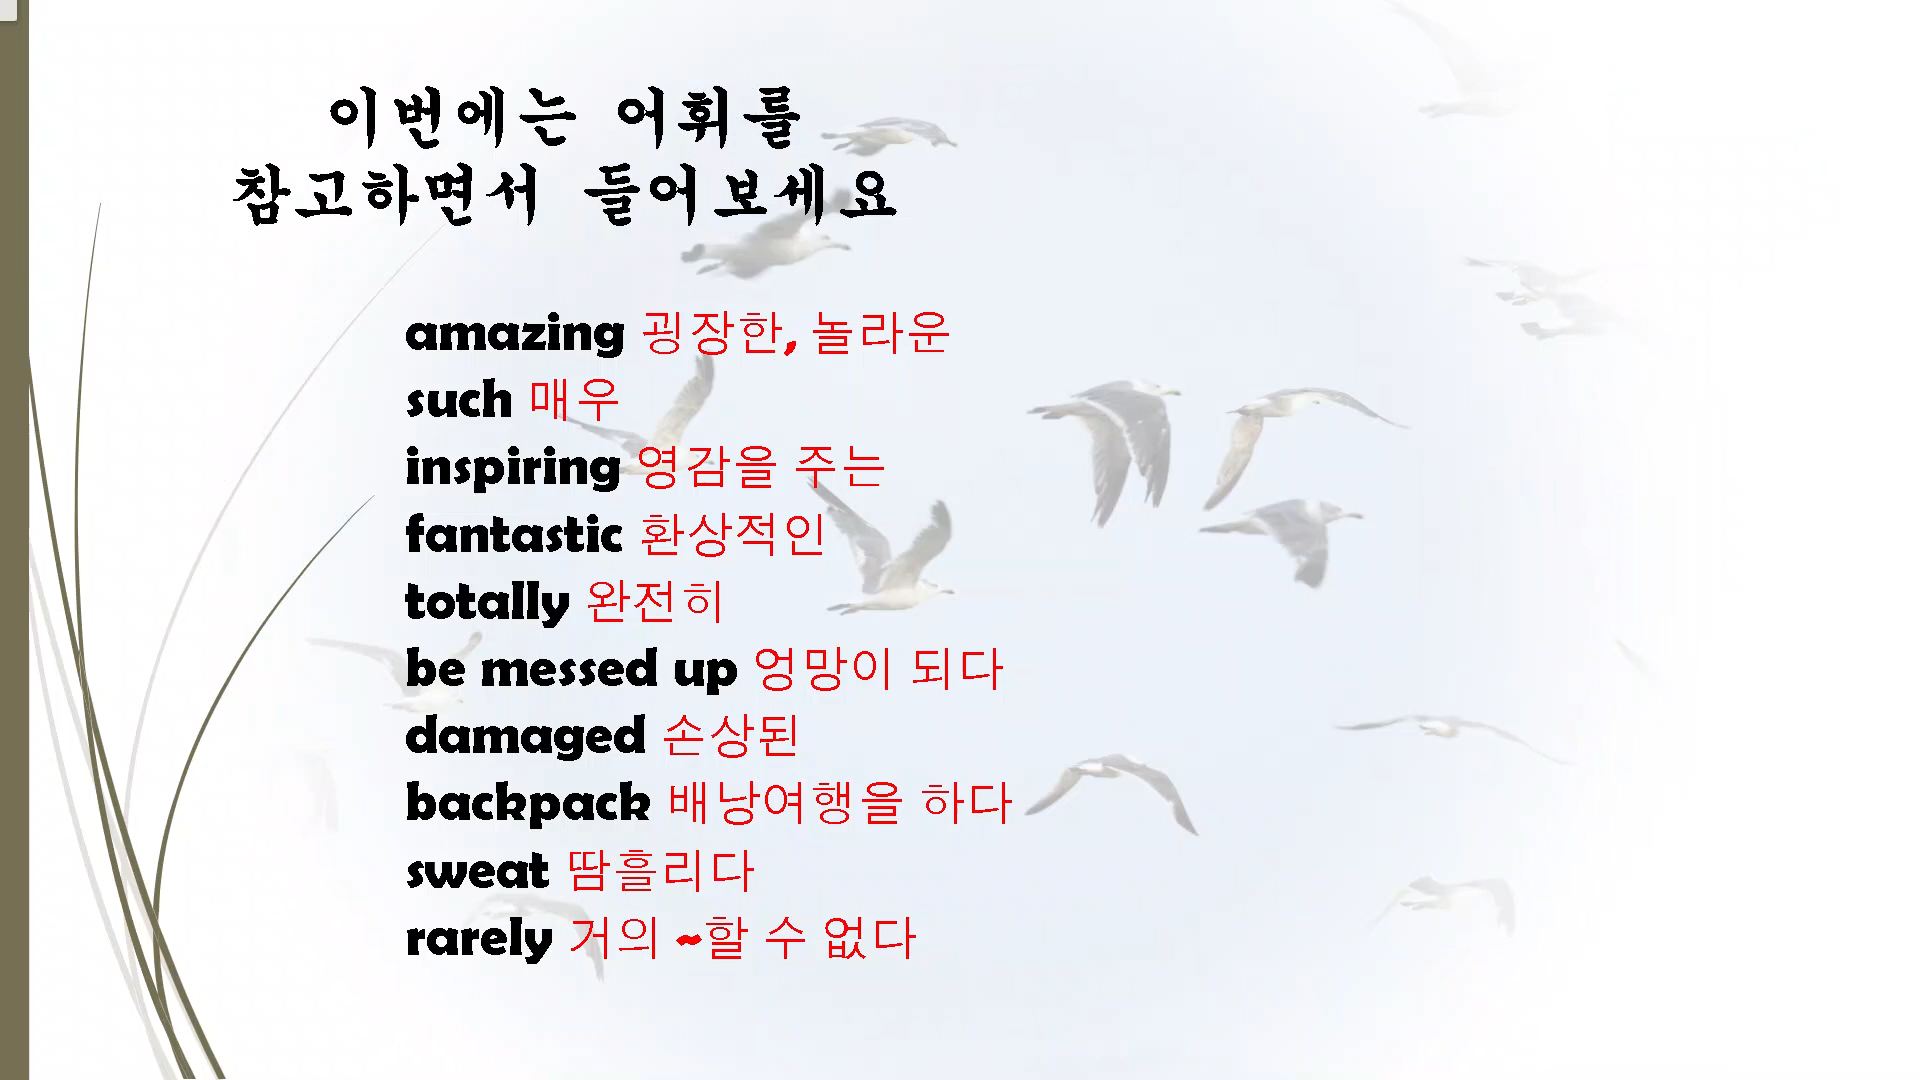 이번에는 어휘를
참고하면서 들어보세요
amazing 굉장한, 놀라운
such 매우
inspiring 영감을 주는
fantastic 환상적인
totally 완전히
be messed up 엉망이 되다
damaged 손상된
backpack 배낭여행을 하다
sweat 땀흘리다
rarely 거의 ~할 수 없다